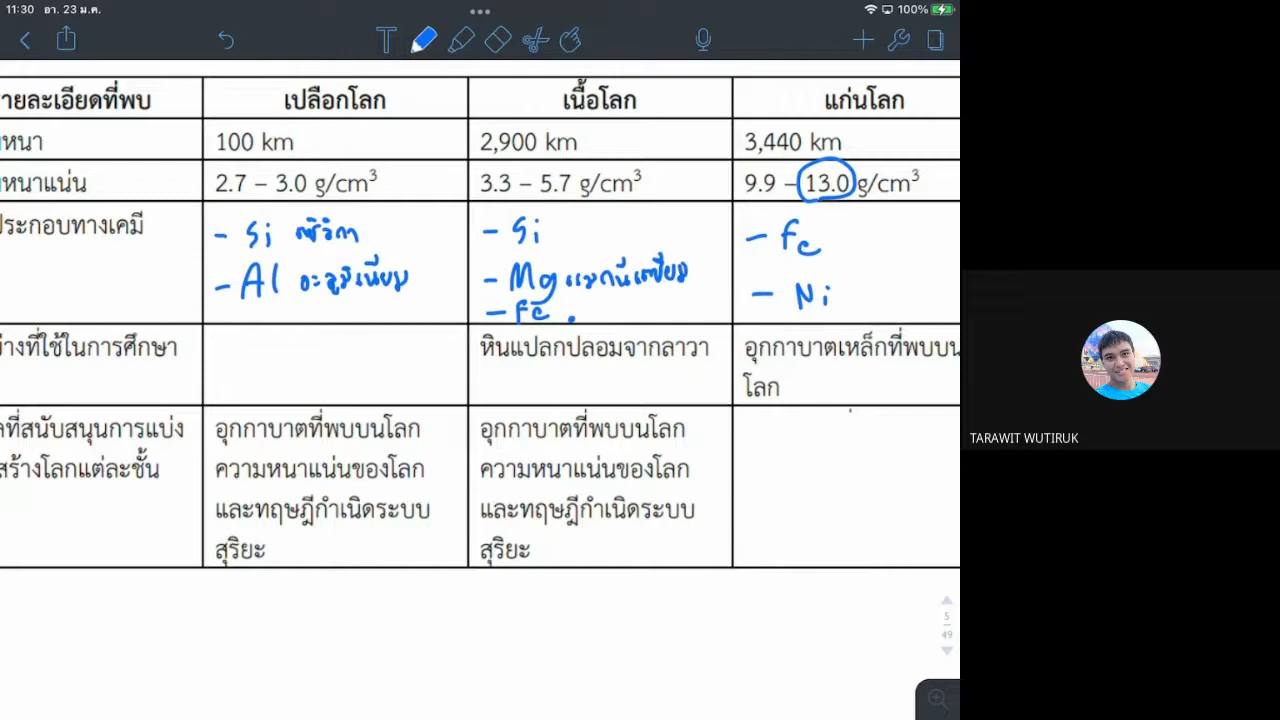 11:30 อา. 23 ม.ค.
100%
ายละเอียดที่พบ เปลือกโลก เนื้อโลก แก่นโลก
หนา 100 km 2,900 km 3,440 km
หนาแน่น 2.7 – 3.0 g/cm³ 3.3 – 5.7 g/cm³ 9.9 – 13.0 g/cm³
ประกอบทางเคมี - Si ซิริกา - Si - Fe
- Al อะลูมิเนียม - Mg แมกนีเซียม - Ni
- Fe
างที่ใช้ในการศึกษา หินแปลกปลอมจากลาวา อุกกาบาตเหล็กที่พบบน
โลก
ลที่สนับสนุนการแบ่ง อุกกาบาตที่พบบนโลก อุกกาบาตที่พบบนโลก
สร้างโลกแต่ละชั้น ความหนาแน่นของโลก ความหนาแน่นของโลก
และทฤษฎีกำเนิดระบบ และทฤษฎีกำเนิดระบบ
สุริยะ สุริยะ
5
49
TARAWIT WUTIRUK